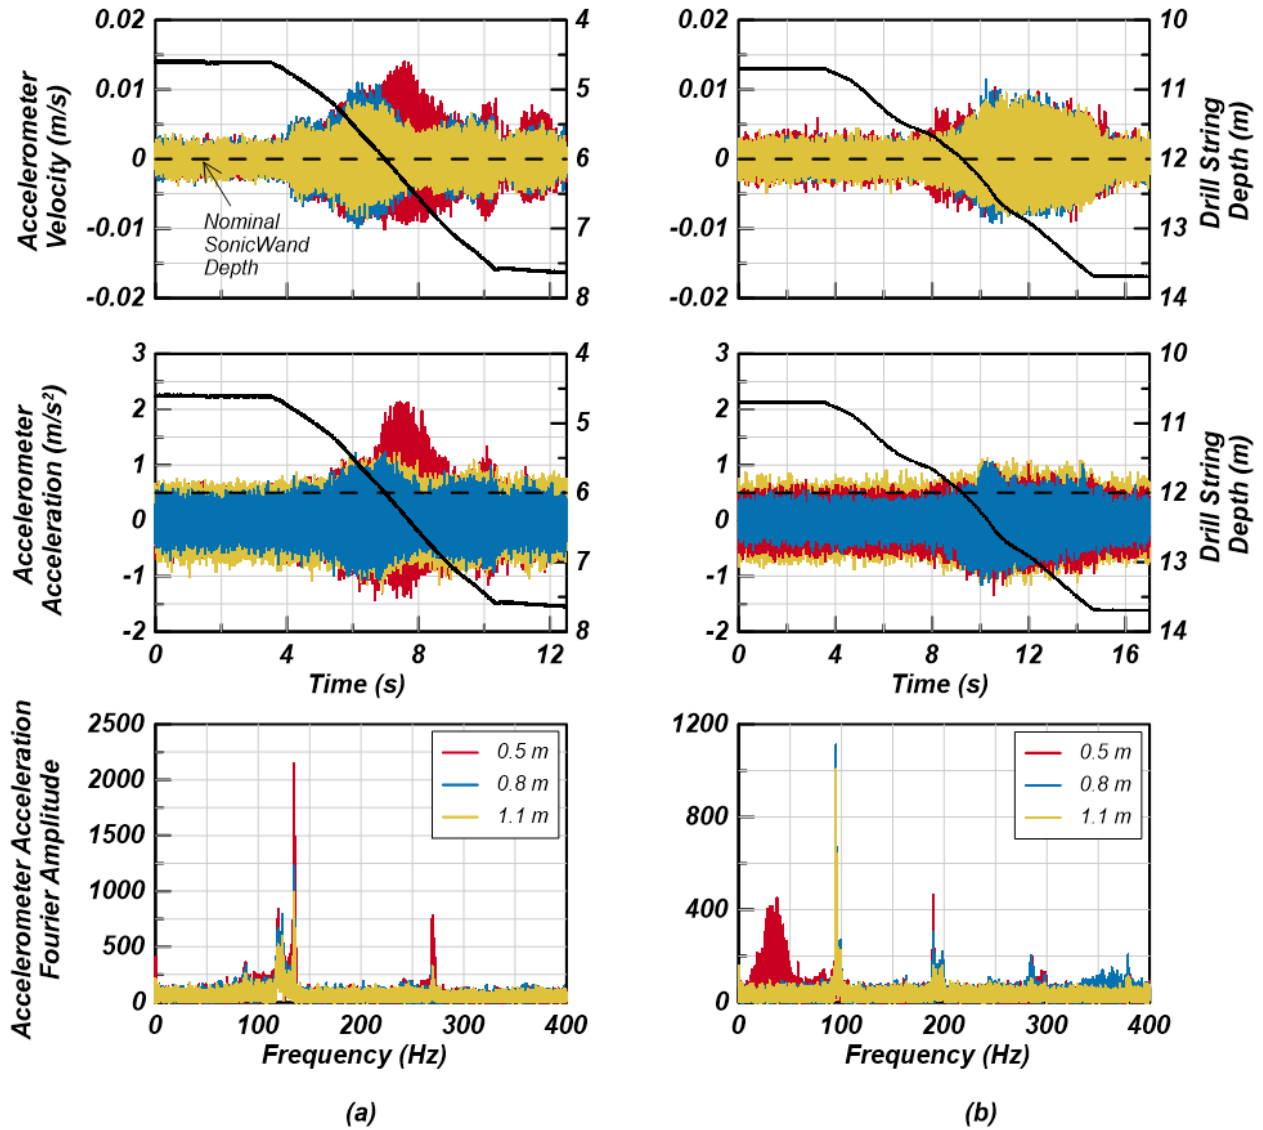 0.02
0.01
0
-0.01
-0.02
Accelerometer
Velocity (m/s)
Nominal
SonicWand
Depth
4
5
6
7
8
0.02
0.01
0
-0.01
-0.02
10
11
12
13
14
Drill String
Depth (m)
3
2
1
0
-1
-2
Accelerometer
Acceleration (m/s²)
4
5
6
7
8
0 4 8 12
Time (s)
3
2
1
0
-1
-2
10
11
12
13
14
Drill String
Depth (m)
0 4 8 12 16
Time (s)
2500
2000
1500
1000
500
0
Accelerometer Acceleration
Fourier Amplitude
0.5 m
0.8 m
1.1 m
0 100 200 300 400
Frequency (Hz)
1200
800
400
0
0.5 m
0.8 m
1.1 m
0 100 200 300 400
Frequency (Hz)
(a)
(b)